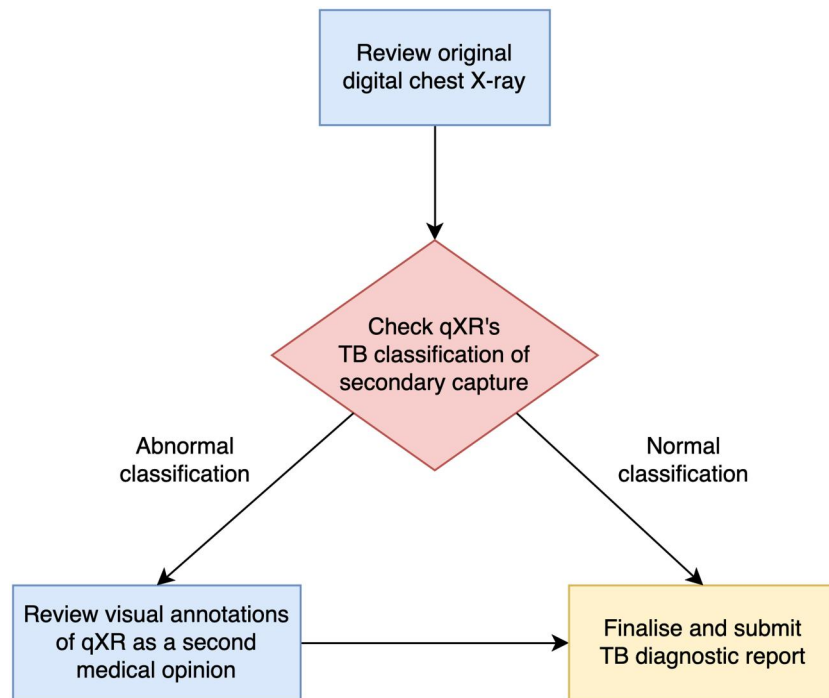 Review original
digital chest X-ray
Check qXR's
TB classification of
secondary capture
Abnormal
classification
Normal
classification
Review visual annotations
of qXR as a second
medical opinion
Finalise and submit
TB diagnostic report